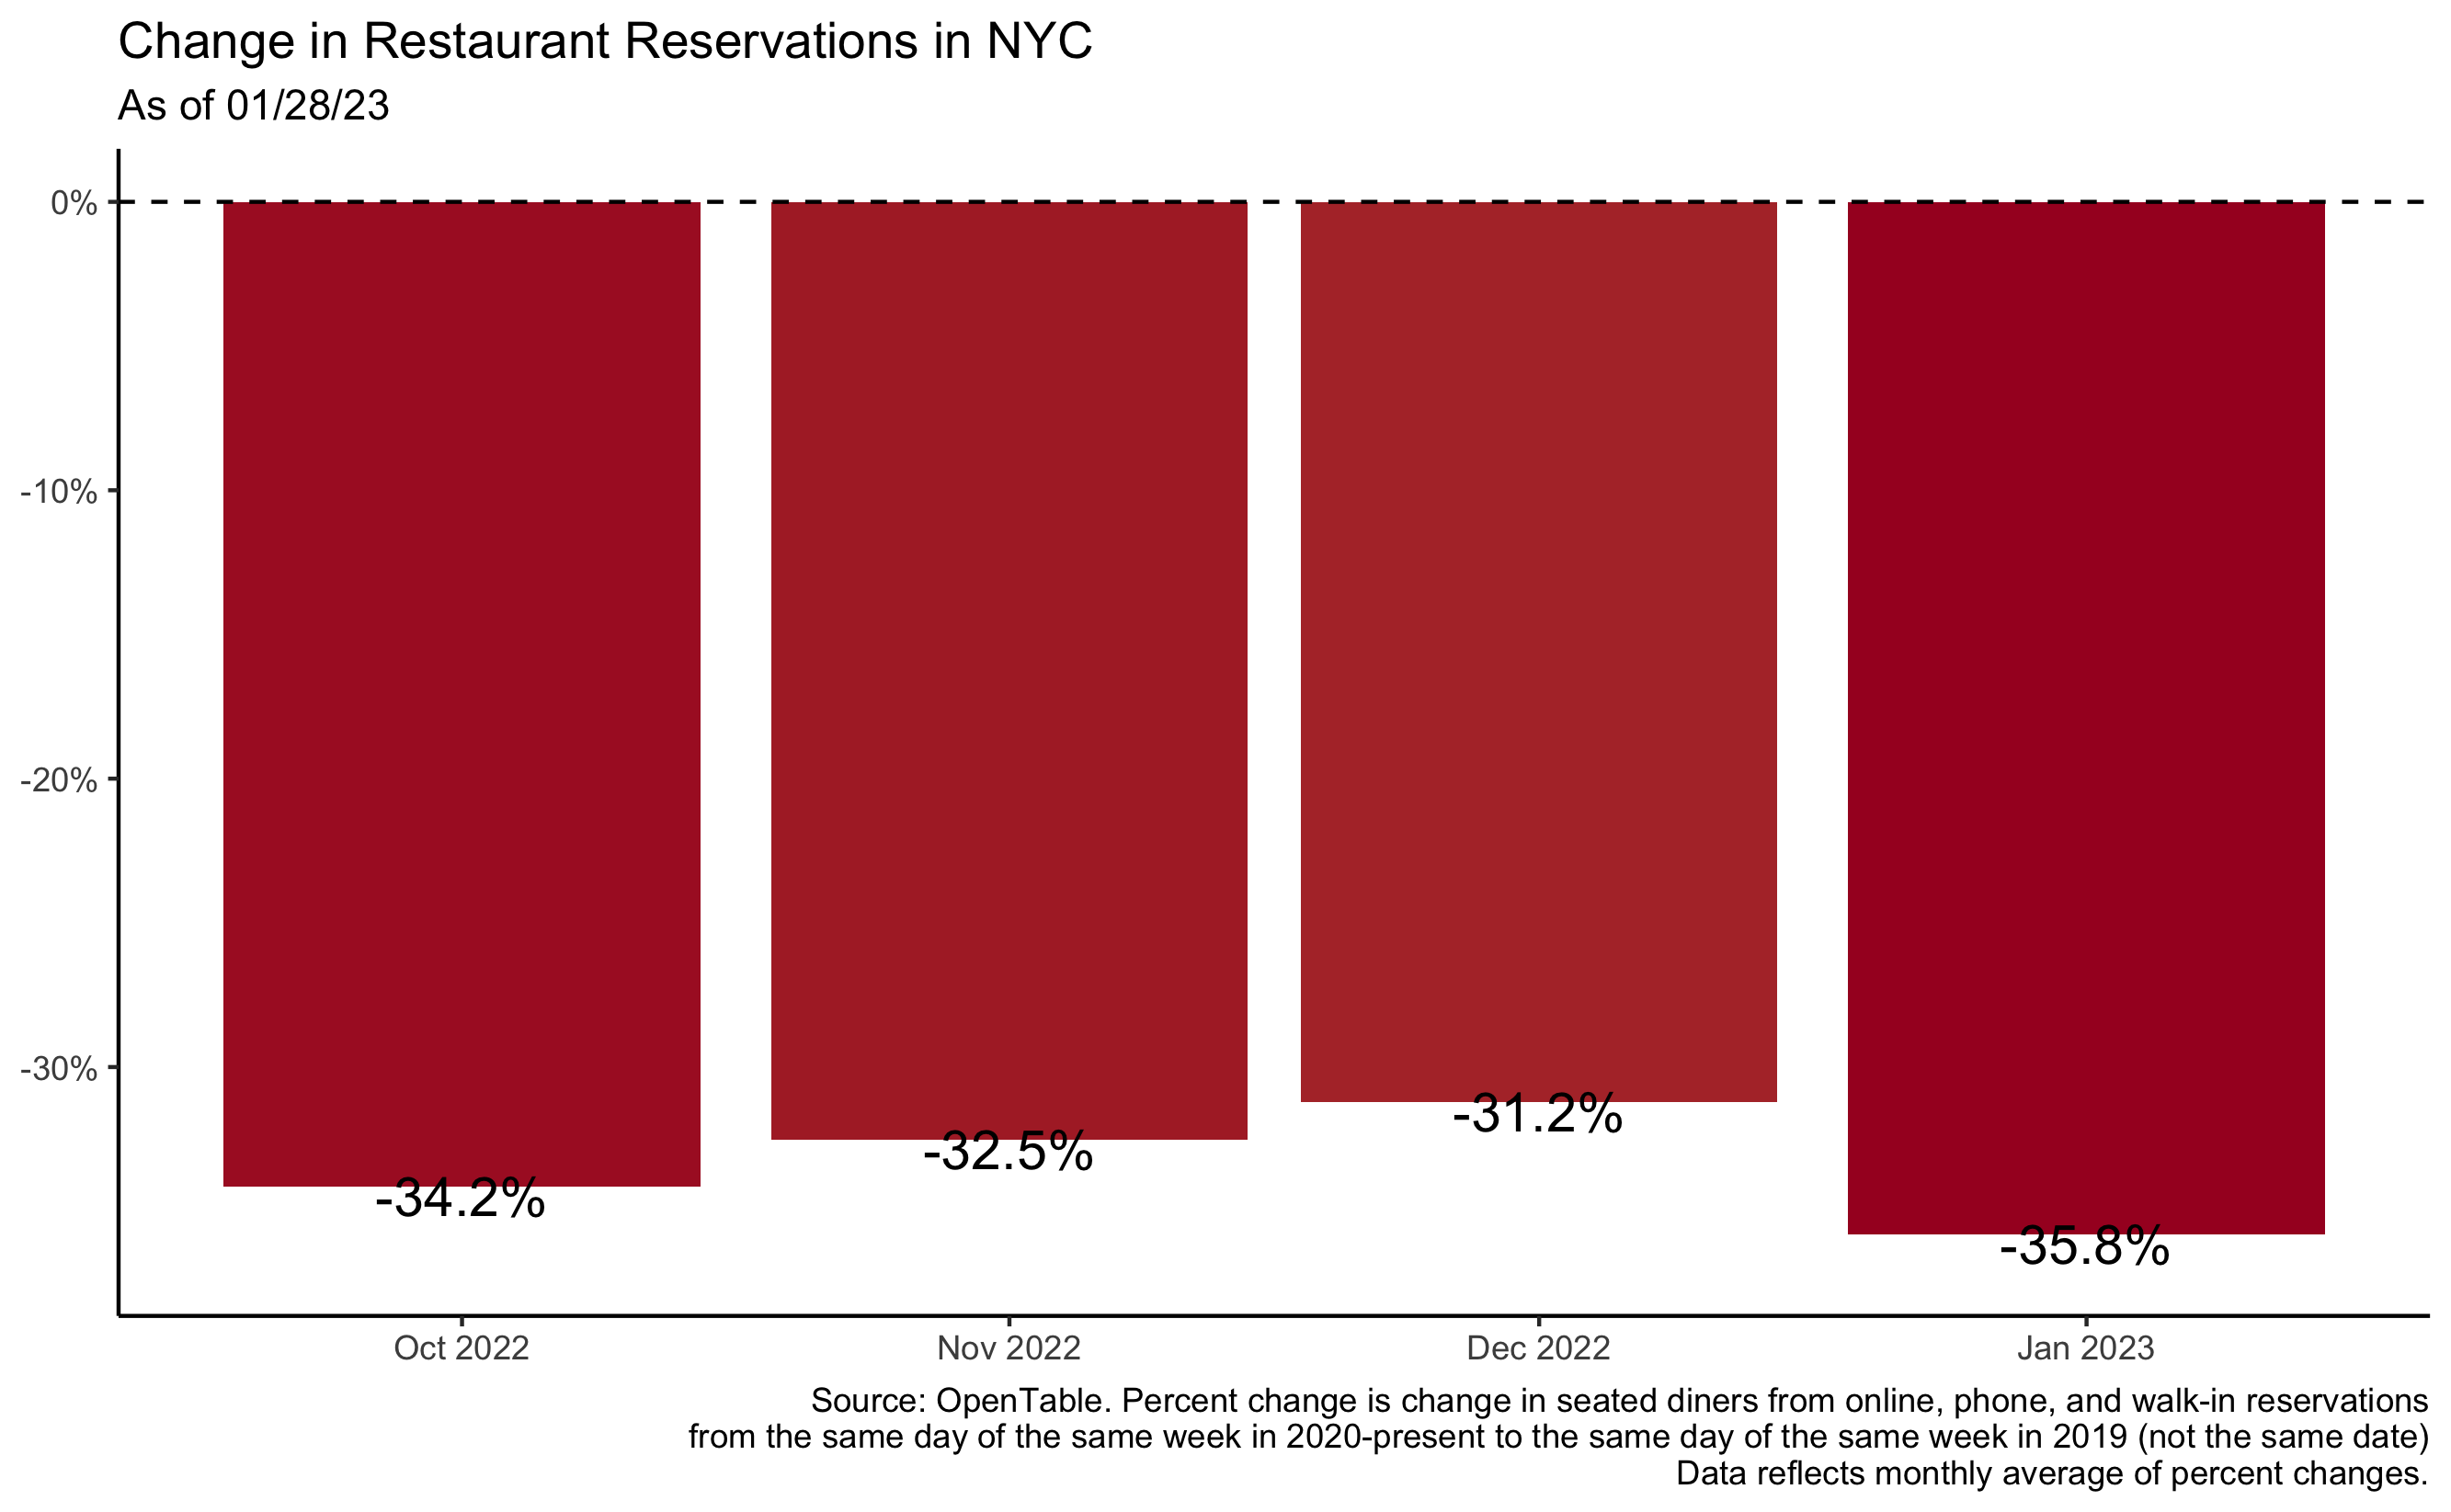 Change in Restaurant Reservations in NYC
As of 01/28/23
0%
-10%
-20%
-30%
-34.2%
-32.5%
-31.2%
-35.8%
Oct 2022
Nov 2022
Dec 2022
Jan 2023
Source: OpenTable. Percent change is change in seated diners from online, phone, and walk-in reservations
from the same day of the same week in 2020-present to the same day of the same week in 2019 (not the same date)
Data reflects monthly average of percent changes.